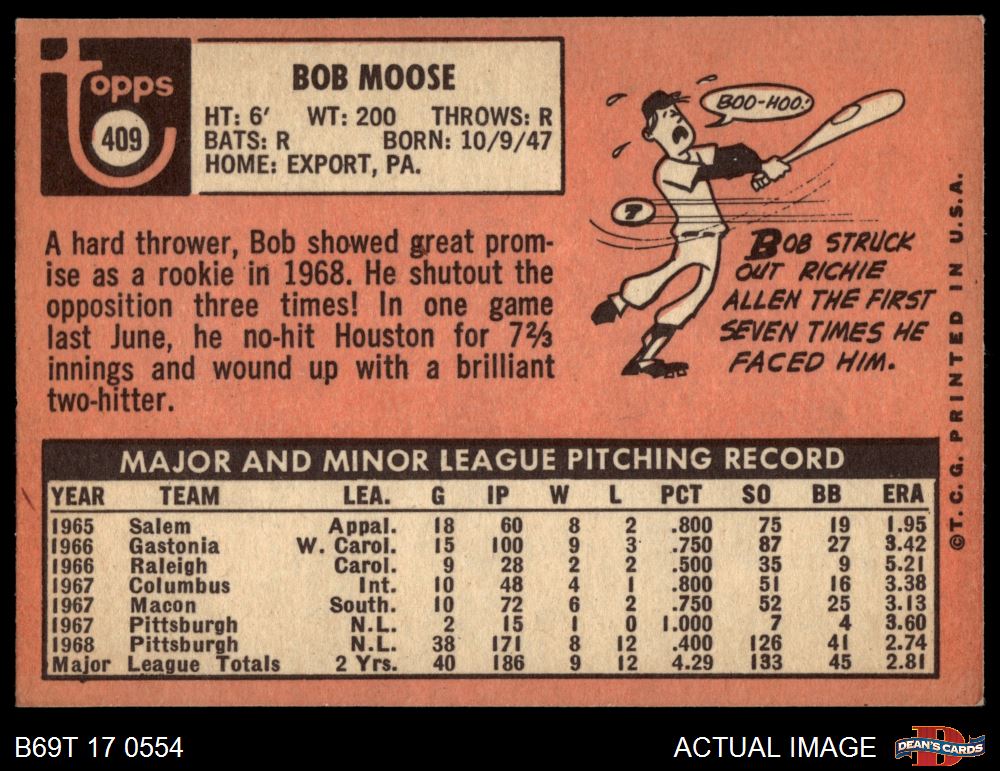 topps
409
BOB MOOSE
HT: 6' WT: 200 THROWS: R
BATS: R BORN: 10/9/47
HOME: EXPORT, PA.
A hard thrower, Bob showed great prom-
ise as a rookie in 1968. He shutout the
opposition three times! In one game
last June, he no-hit Houston for 7⅔
innings and wound up with a brilliant
two-hitter.
BOO-HOO!
7
BOB STRUCK
OUT RICHIE
ALLEN THE FIRST
SEVEN TIMES HE
FACED HIM.
©T. C. G. PRINTED IN U.S.A.
MAJOR AND MINOR LEAGUE PITCHING RECORD
YEAR TEAM LEA. G IP W L PCT SO BB ERA
1965 Salem Appal. 18 60 8 2 .800 75 19 1.95
1966 Gastonia W. Carol. 15 100 9 3 .750 87 27 3.42
1966 Raleigh Carol. 9 28 2 2 .500 35 9 5.21
1967 Columbus Int. 10 48 4 1 .800 51 16 3.38
1967 Macon South. 10 72 6 2 .750 52 25 3.13
1967 Pittsburgh N.L. 2 15 1 0 1.000 7 4 3.60
1968 Pittsburgh N.L. 38 171 8 12 .400 126 41 2.74
Major League Totals 2 Yrs. 40 186 9 12 4.29 133 45 2.81
B69T 17 0554
ACTUAL IMAGE
D
DEAN'S CARDS